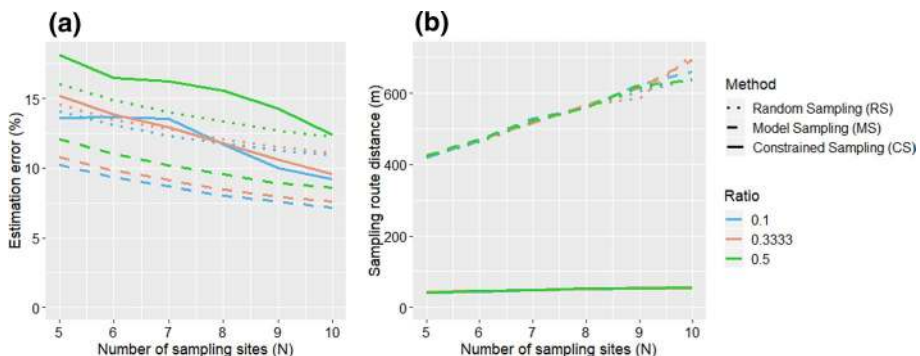 (a)
Estimation error (%)
15
10
5
0
5
6
7
8
9
10
Number of sampling sites (N)
(b)
Sampling route distance (m)
600
400
200
0
5
6
7
8
9
10
Number of sampling sites (N)
Method
Random Sampling (RS)
Model Sampling (MS)
Constrained Sampling (CS)
Ratio
0.1
0.3333
0.5